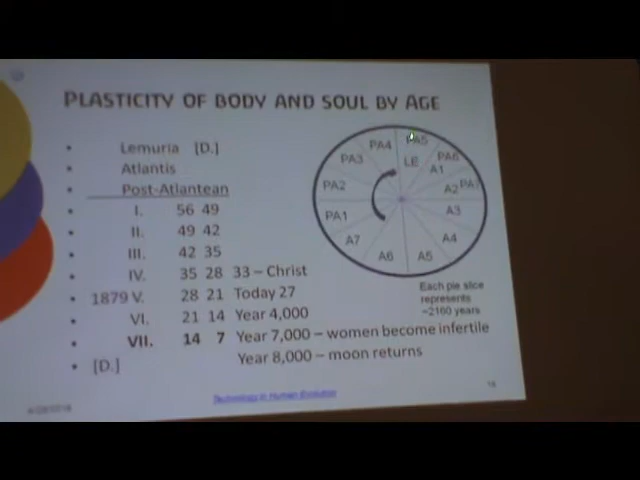 PLASTICITY OF BODY AND SOUL BY AGE
Lemuria [D.]
Atlantis
Post-Atlantean
I. 56 49
II. 49 42
III. 42 35
IV. 35 28 33 – Christ
1879 V. 28 21 Today 27
VI. 21 14 Year 4,000
VII. 14 7 Year 7,000 – women become infertile
[D.] Year 8,000 – moon returns
PA4
PA5
PA3
LE
PA6
A1
PA2
A2
PA7
PA1
A3
A7
A4
A6
A5
Each pie slice
represents
~2160 years
Technology in Human Evolution